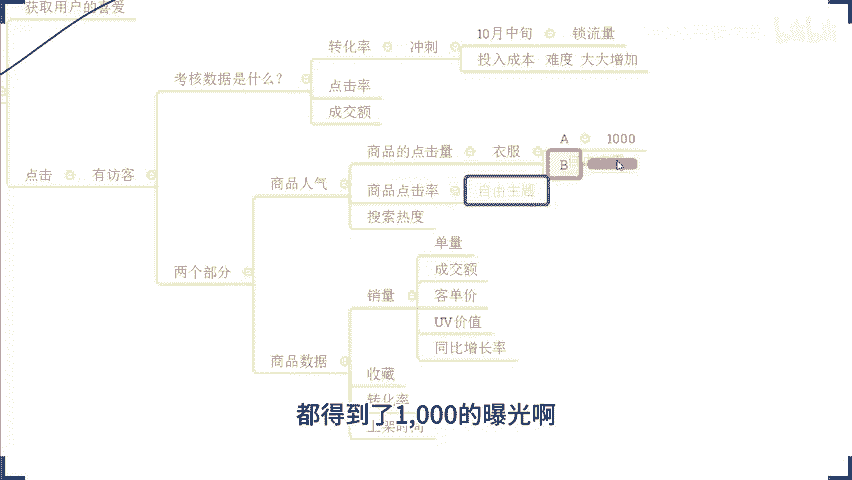 获取用户的喜爱
点击
有访客
考核数据是什么?
转化率
冲刺
10月中旬
锁流量
投入成本 难度 大大增加
点击率
成交额
两个部分
商品人气
商品的点击量
衣服
A
1000
B
商品点击率
自由主题
搜索热度
商品数据
销量
单量
成交额
客单价
UV价值
同比增长率
收藏
转化率
上架时间
都得到了1,000的曝光啊